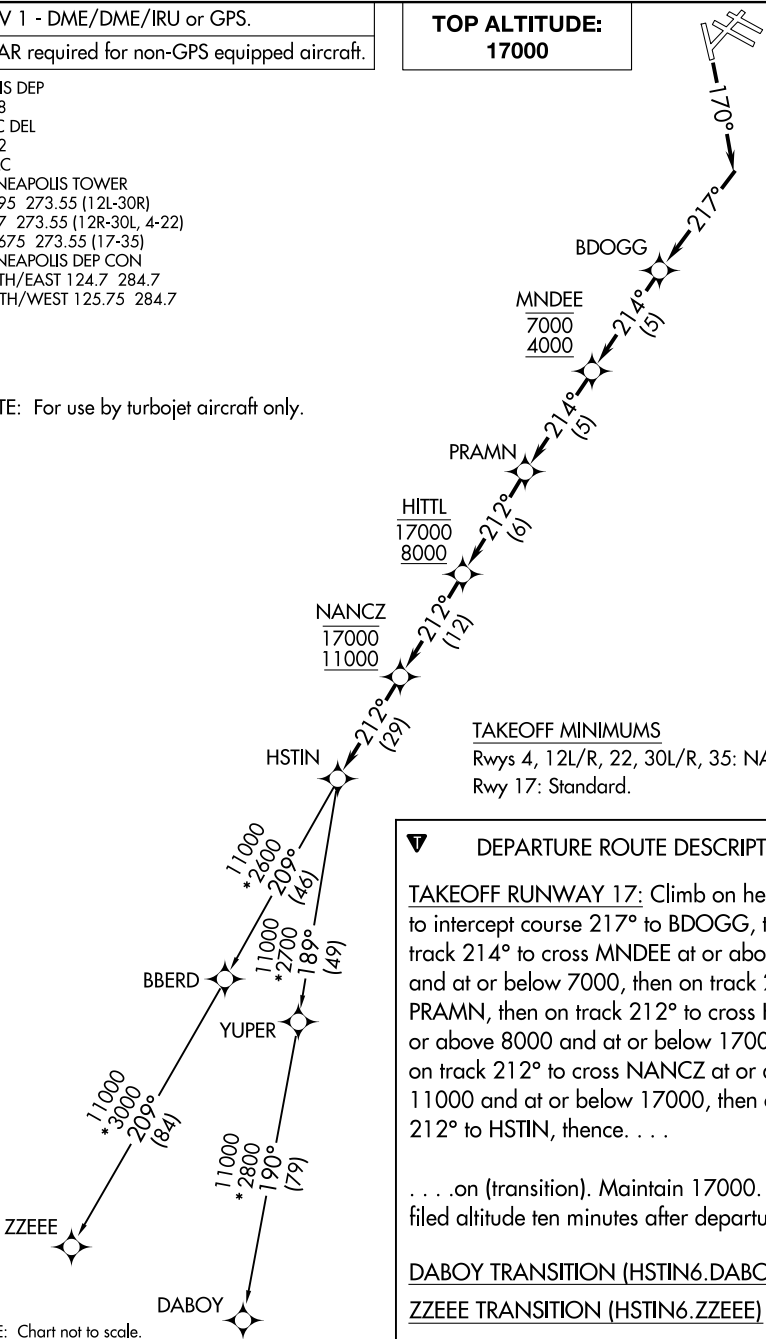 V 1 - DME/DME/IRU or GPS.
AR required for non-GPS equipped aircraft.
TOP ALTITUDE:
17000
IS DEP
8
C DEL
2
C
NEAPOLIS TOWER
95 273.55 (12L-30R)
7 273.55 (12R-30L, 4-22)
675 273.55 (17-35)
NEAPOLIS DEP CON
TH/EAST 124.7 284.7
TH/WEST 125.75 284.7
TE: For use by turbojet aircraft only.
170°
217°
BDOGG
214°
(5)
MNDEE
7000
4000
214°
(5)
PRAMN
212°
(6)
HITTL
17000
8000
212°
(12)
NANCZ
17000
11000
212°
(29)
HSTIN
TAKEOFF MINIMUMS
Rwys 4, 12L/R, 22, 30L/R, 35: NA
Rwy 17: Standard.
11000
*2600
209°
(46)
11000
*2700
189°
(49)
BBERD
YUPER
11000
*3000
209°
(84)
11000
*2800
190°
(79)
ZZEEE
DABOY
E: Chart not to scale.
T
DEPARTURE ROUTE DESCRIPT
TAKEOFF RUNWAY 17: Climb on he
to intercept course 217° to BDOGG, t
track 214° to cross MNDEE at or abo
and at or below 7000, then on track 2
PRAMN, then on track 212° to cross H
or above 8000 and at or below 1700
on track 212° to cross NANCZ at or a
11000 and at or below 17000, then o
212° to HSTIN, thence. . . .
. . . .on (transition). Maintain 17000.
filed altitude ten minutes after departu
DABOY TRANSITION (HSTIN6.DABO
ZZEEE TRANSITION (HSTIN6.ZZEEE)